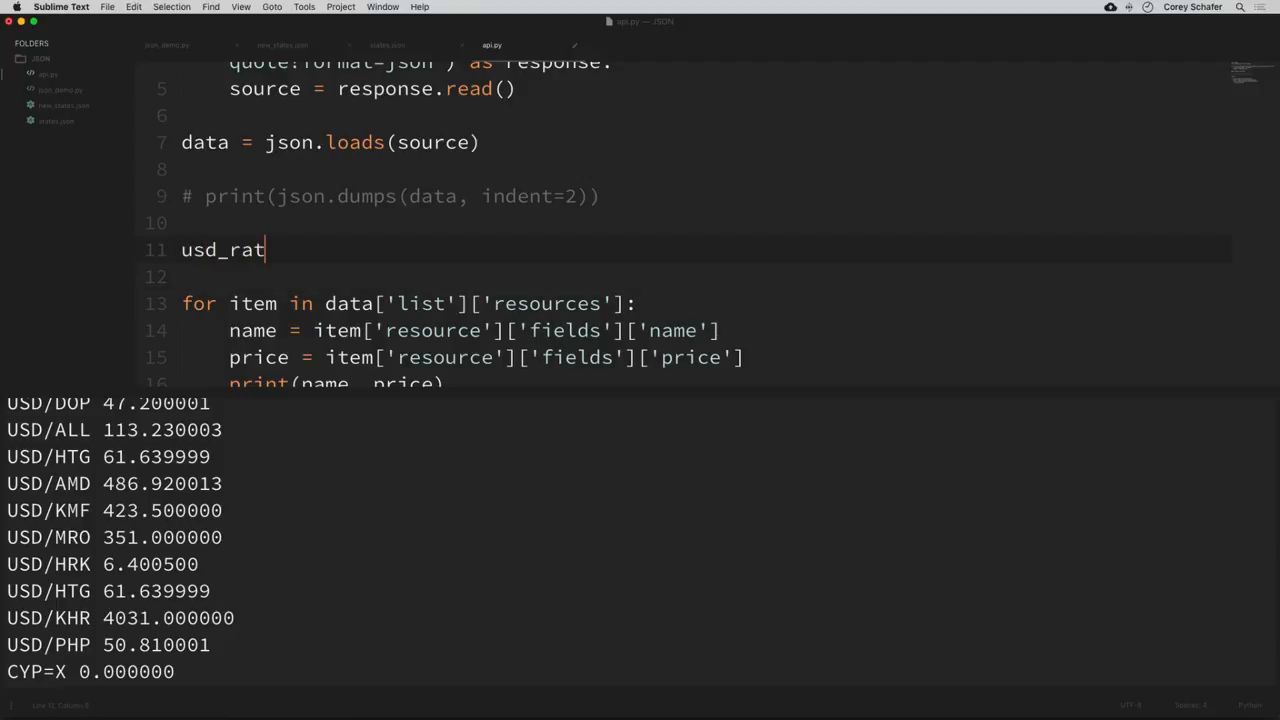 Sublime Text File Edit Selection Find View Goto Tools Project Window Help Corey Schafer
api.py — JSON
FOLDERS
JSON
api.py
json_demo.py
new_states.json
states.json
json_demo.py new_states.json states.json api.py
quote?format=json") as response:
5 source = response.read()
6
7 data = json.loads(source)
8
9 # print(json.dumps(data, indent=2))
10
11 usd_rat
12
13 for item in data['list']['resources']:
14 name = item['resource']['fields']['name']
15 price = item['resource']['fields']['price']
16 print(name, price)
USD/DOP 47.200001
USD/ALL 113.230003
USD/HTG 61.639999
USD/AMD 486.920013
USD/KMF 423.500000
USD/MRO 351.000000
USD/HRK 6.400500
USD/HTG 61.639999
USD/KHR 4031.000000
USD/PHP 50.810001
CYP=X 0.000000
UTF-8 Python